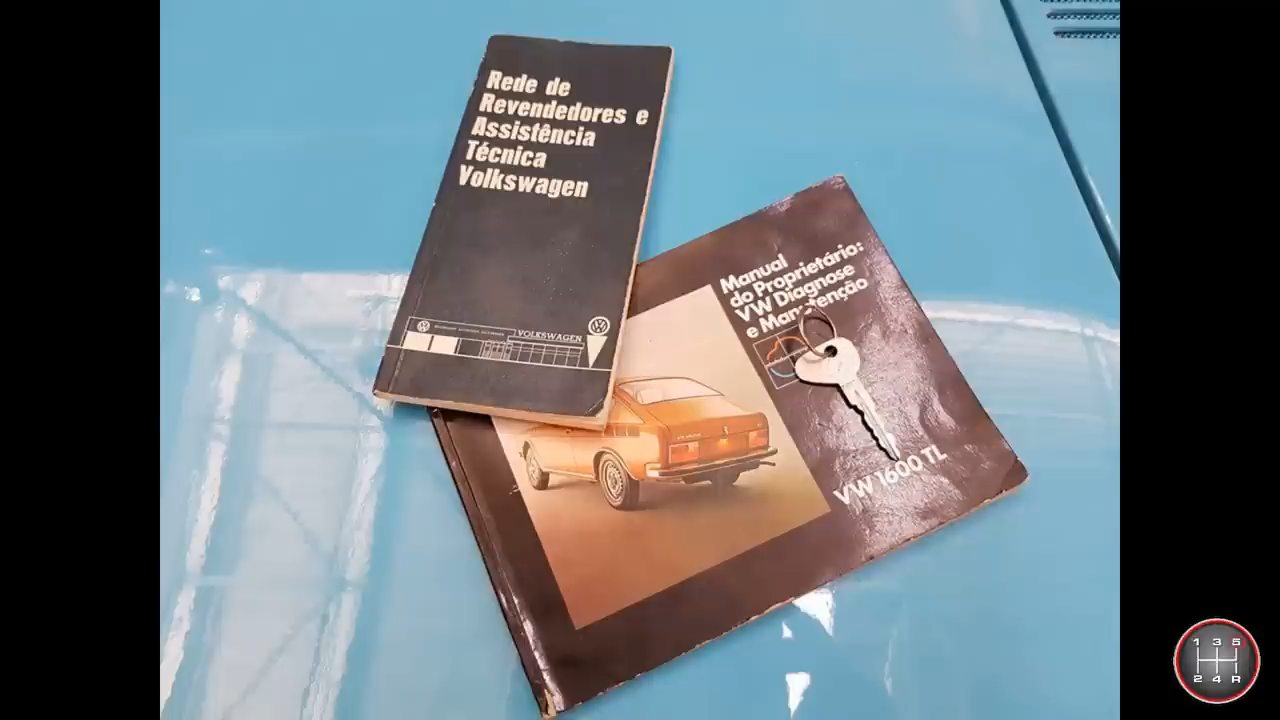 Rede de
Revendedores e
Assistência
Técnica
Volkswagen
VOLKSWAGEN
Manual
do Proprietário:
VW Diagnose
e Manutenção
VW 1600 TL
1 3 5
2 4 R